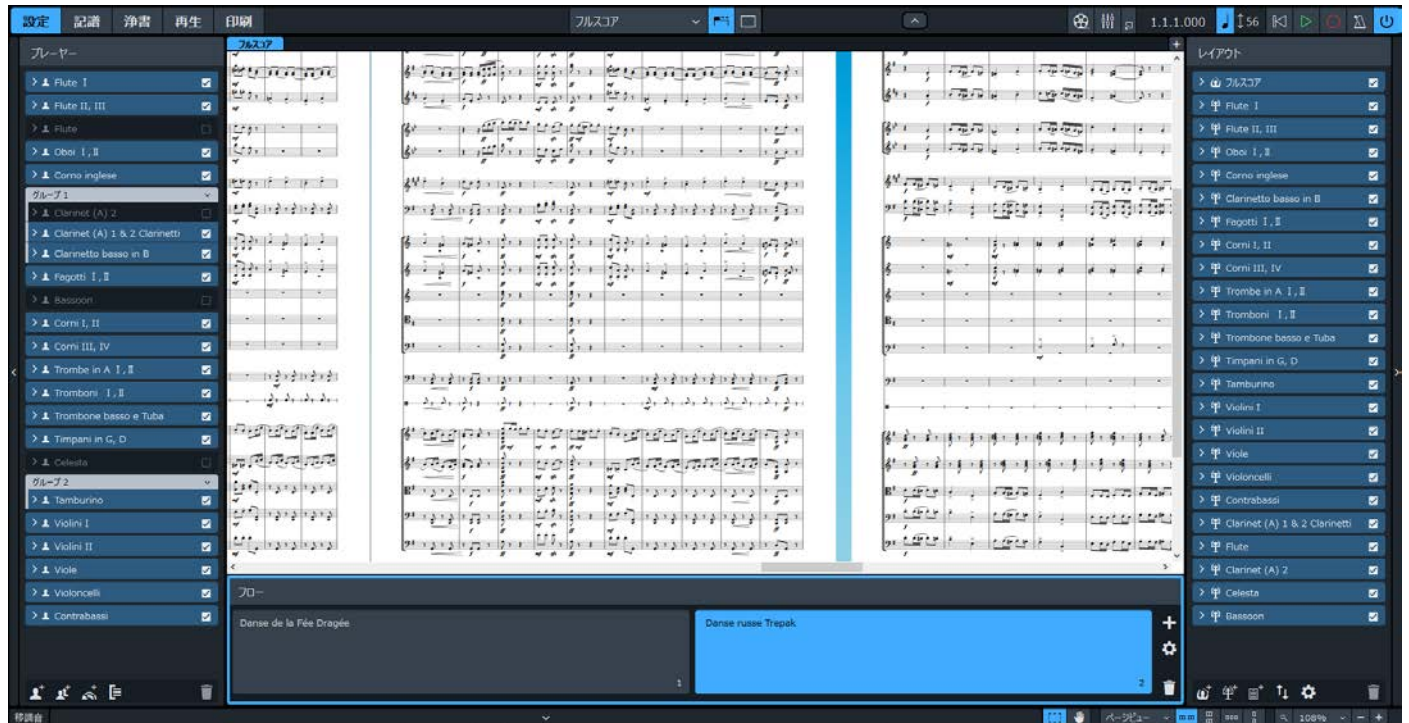 設定 記譜 浄書 再生 印刷
フルスコア
1.1.1.000
56
プレーヤー
Flute I
Flute II, III
Flute
Oboi I, II
Corno inglese
グループ 1
Clarinet (A) 2
Clarinet (A) 1 & 2 Clarinetti
Clarinetto basso in B
Fagotti I, II
Bassoon
Corni I, II
Corni III, IV
Trombe in A I, II
Tromboni I, II
Trombone basso e Tuba
Timpani in G, D
Celesta
グループ 2
Tamburino
Violini I
Violini II
Viole
Violoncelli
Contrabassi
フルスコア
フロー
Danse de la Fée Dragée
1
Danse russe Trepak
2
レイアウト
フルスコア
Flute I
Flute II, III
Oboi I, II
Corno inglese
Clarinetto basso in B
Fagotti I, II
Corni I, II
Corni III, IV
Trombe in A I, II
Tromboni I, II
Trombone basso e Tuba
Timpani in G, D
Tamburino
Violini I
Violini II
Viole
Violoncelli
Contrabassi
Clarinet (A) 1 & 2 Clarinetti
Flute
Clarinet (A) 2
Celesta
Bassoon
移調音
ページビュー
108%